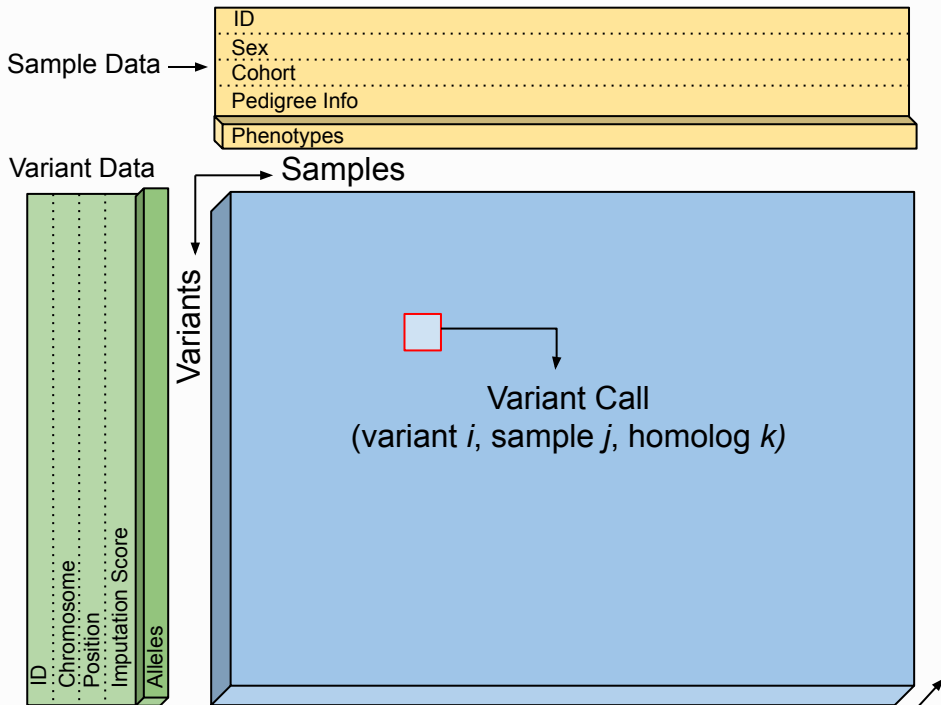 ID
Sex
Sample Data
Cohort
Pedigree Info
Phenotypes
Variant Data
Samples
Variants
Variant Call
(variant i, sample j, homolog k)
ID
Chromosome
Position
Imputation Score
Alleles